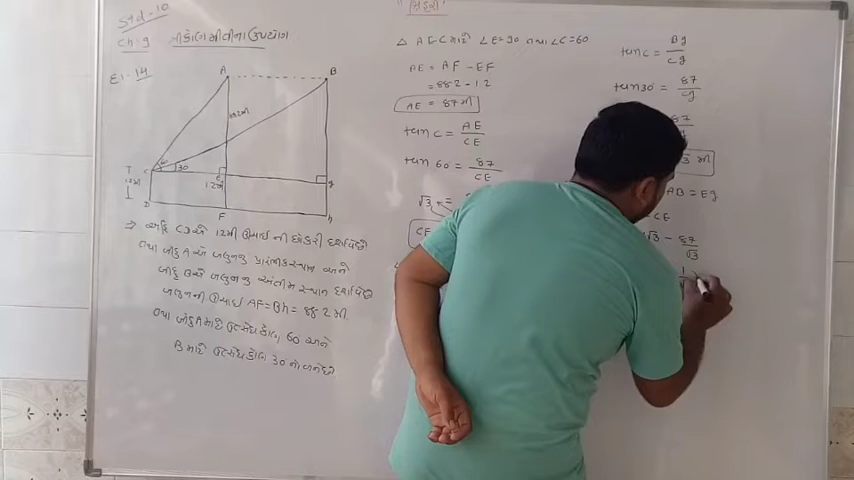 Std-10
Ch-9 ત્રીકોણમીતીના ઉપયોગ
Ex-14
A
B
88.2મી
60
30
C
E
g
1.2મી
D
F
h
⇒ અહિં CD એ 1.2મી ઊંચાઈ ની છોકરી દર્શાવેછે
તથા બીંદુ A એ બલુનનુ પ્રારંભીક સ્થાન અને
બીંદુ B એ બલુનનુ અંતીમ સ્થાન દર્શાવેછે
બલુનની ઊંચાઈ AF = Bh = 88.2 મી.
તથા બીંદુ A માટે ઉત્સેધકોણ 60 અને
B માટે ઉત્સેધકોણ 30 નો બનેછે
△ AEC માટે ∠E=90 તથા ∠C=60
AE = AF - EF
= 88.2 - 1.2
AE = 87 મી
tan C = AE / CE
tan 60 = 87 / CE
√3
CE
tan C = Bg / Cg
tan 30° = 87 / Cg
87
√3 મી
AB = Eg
- CE
√3 - 87 / √3
1